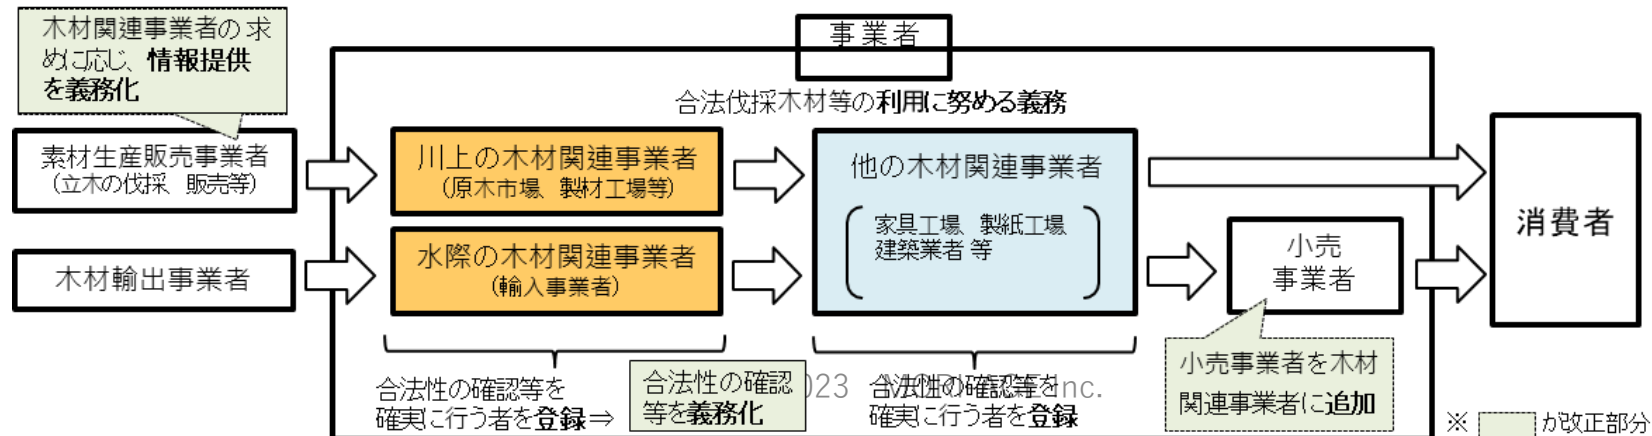 木材関連事業者の求
めに応じ、情報提供
を義務化
事業者
合法伐採木材等の利用に努める義務
素材生産販売事業者
(立木の伐採、販売等)
川上の木材関連事業者
(原木市場、製材工場等)
他の木材関連事業者
家具工場、製紙工場
建築業者 等
木材輸出事業者
水際の木材関連事業者
(輸入事業者)
小売
事業者
消費者
合法性の確認等を
確実に行う者を登録⇒
合法性の確認
等を義務化
合法性の確認等を
確実に行う者を登録
小売事業者を木材
関連事業者に追加
※ が改正部分
023 Inc.